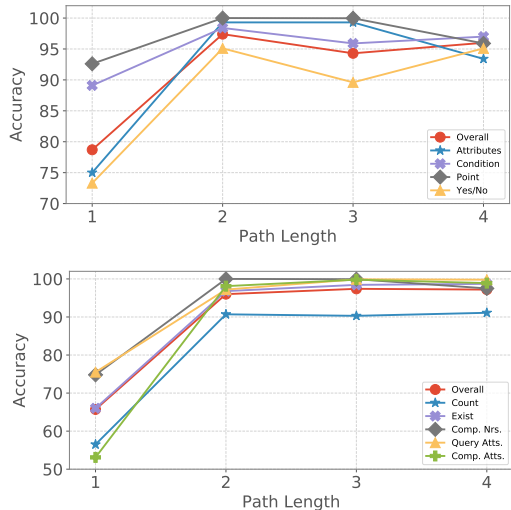 100
95
90
85
80
75
70
Accuracy
1
2
3
4
Path Length
Overall
Attributes
Condition
Point
Yes/No
100
90
80
70
60
50
Accuracy
1
2
3
4
Path Length
Overall
Count
Exist
Comp. Nrs.
Query Atts.
Comp. Atts.